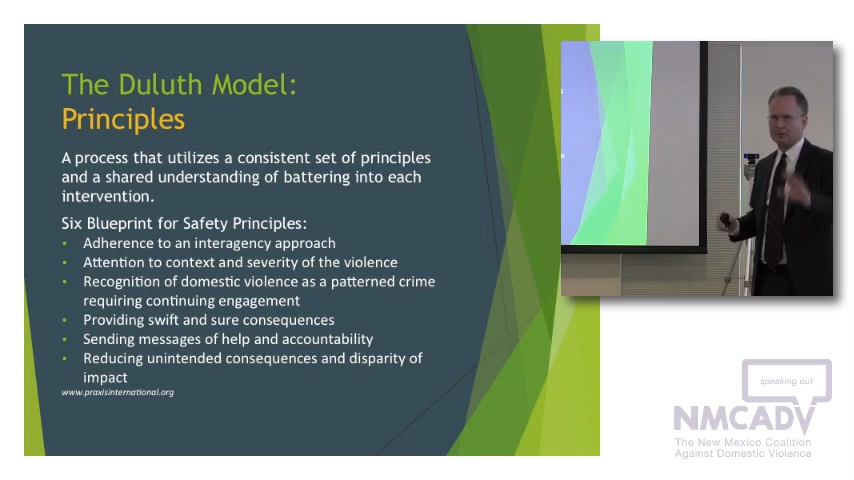 The Duluth Model:
Principles
A process that utilizes a consistent set of principles
and a shared understanding of battering into each
intervention.
Six Blueprint for Safety Principles:
• Adherence to an interagency approach
• Attention to context and severity of the violence
• Recognition of domestic violence as a patterned crime
requiring continuing engagement
• Providing swift and sure consequences
• Sending messages of help and accountability
• Reducing unintended consequences and disparity of
impact
www.praxisinternational.org
speaking out
NMCADV
The New Mexico Coalition
Against Domestic Violence